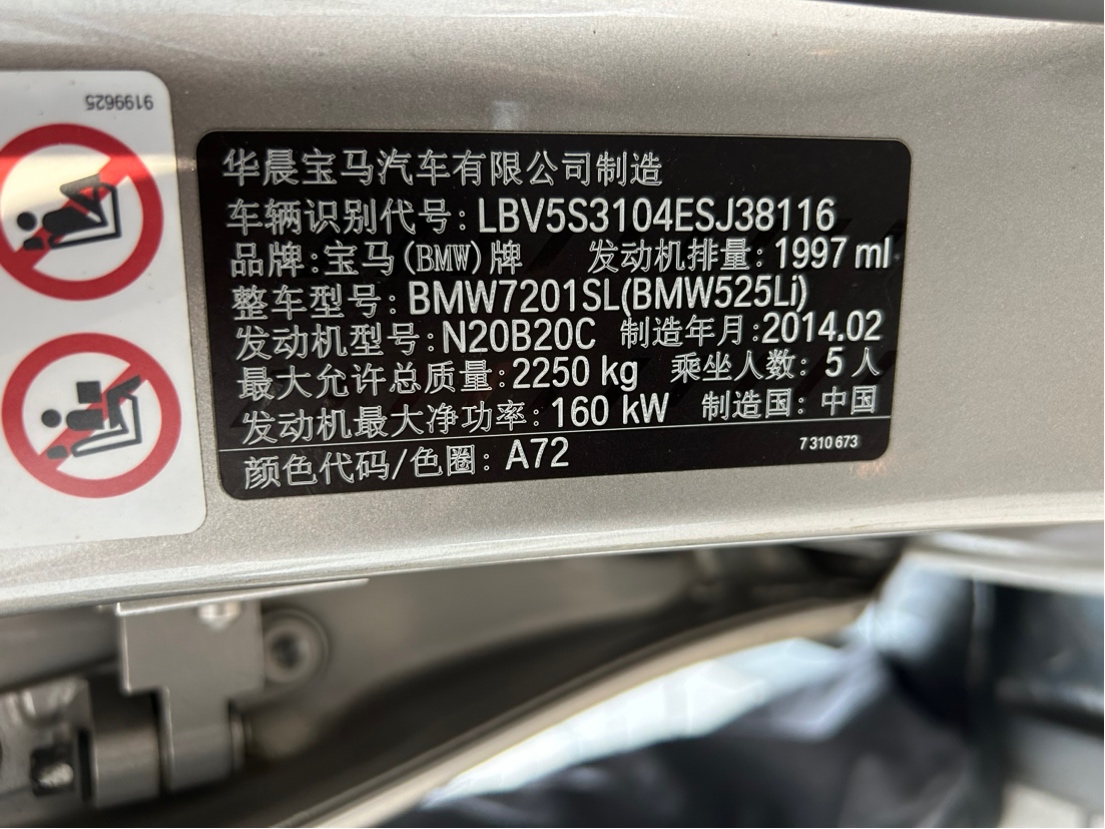 9199625
华晨宝马汽车有限公司制造
车辆识别代号: LBV5S3104ESJ38116
品牌: 宝马(BMW)牌 发动机排量: 1997 ml
整车型号: BMW7201SL(BMW525Li)
发动机型号: N20B20C 制造年月: 2014.02
最大允许总质量: 2250 kg 乘坐人数: 5 人
发动机最大净功率: 160 kW 制造国: 中国
颜色代码/色圈: A72 7 310 673